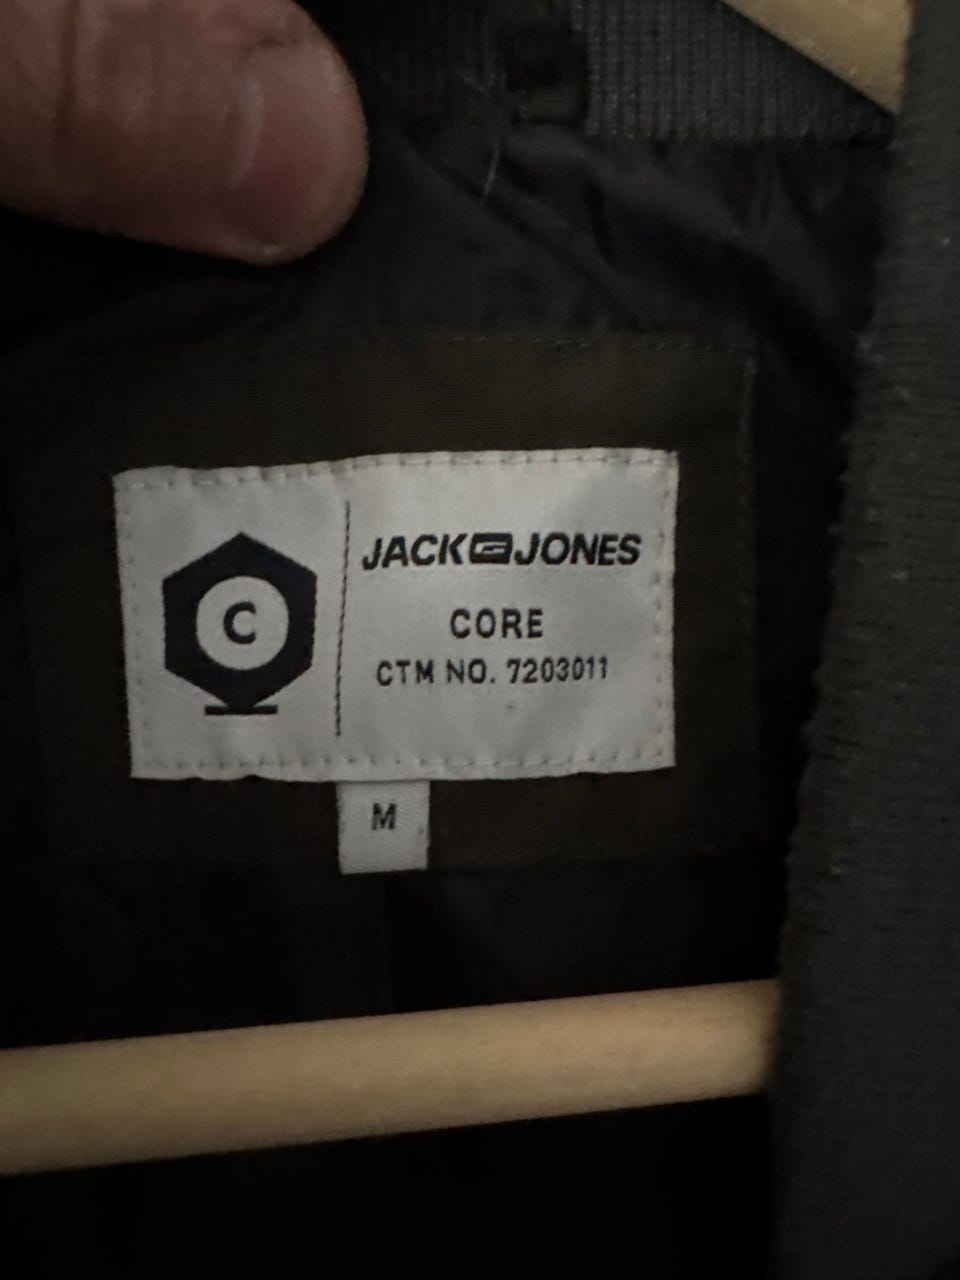 C
JACK JONES
CORE
CTM NO. 7203011
M